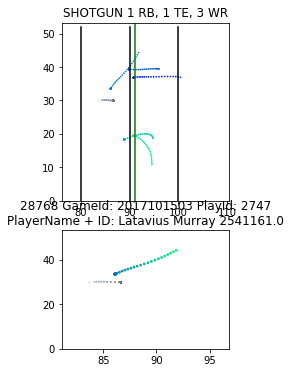 SHOTGUN 1 RB, 1 TE, 3 WR
50
40
30
20
10
0
80 90 100 110
28768 GameId: 2017101503 PlayId: 2747
PlayerName + ID: Latavius Murray 2541161.0
40
20
0
85 90 95